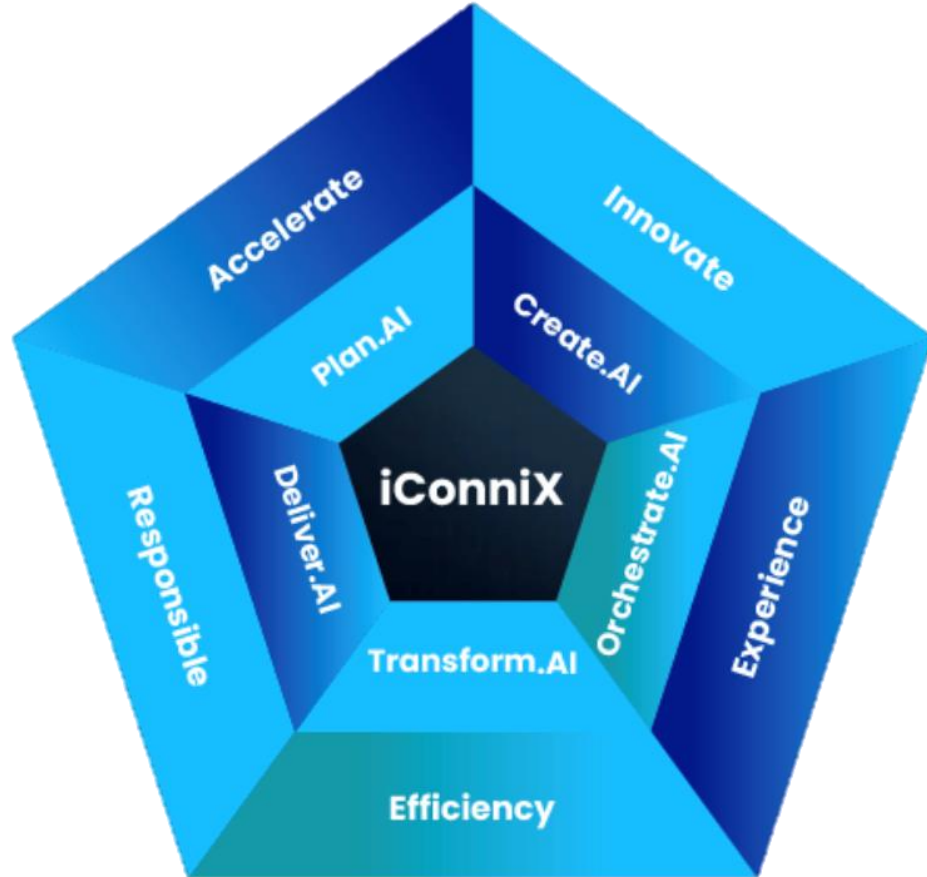 Accelerate
Innovate
Plan.AI
Create.AI
iConniX
Deliver.AI
Orchestrate.AI
Responsible
Experience
Transform.AI
Efficiency